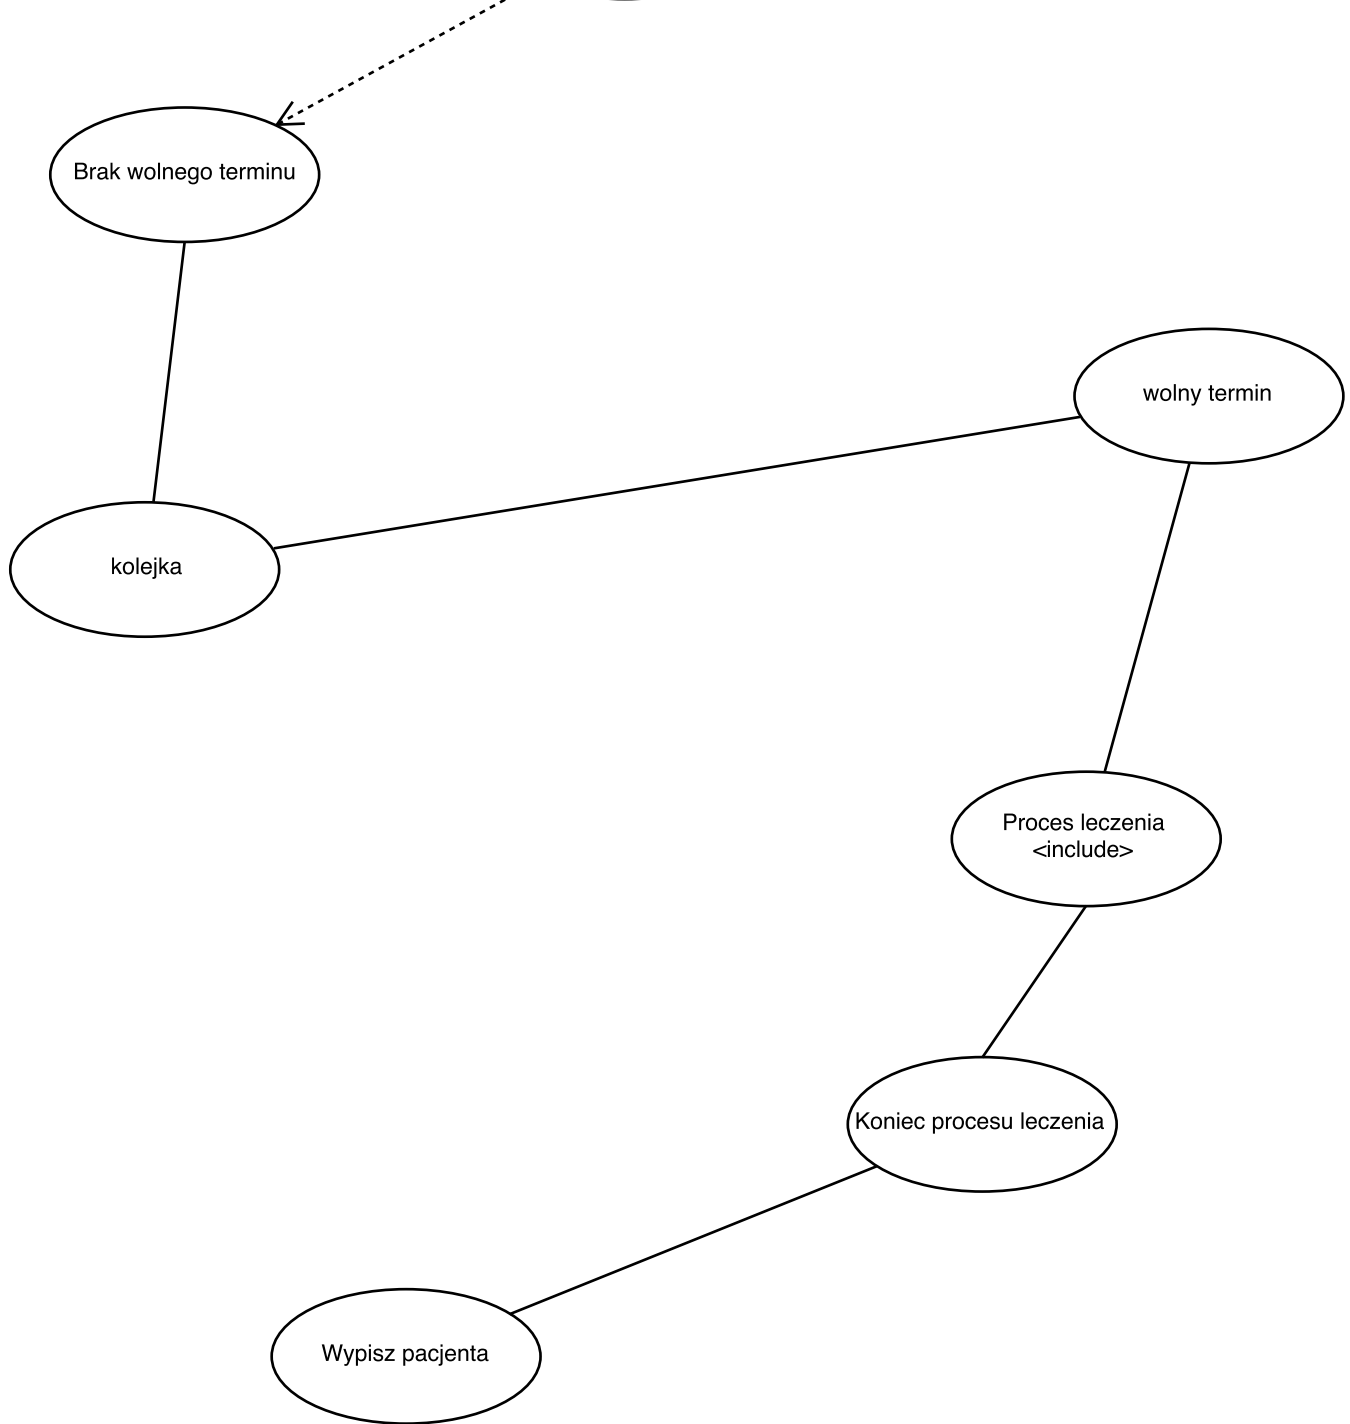 Brak wolnego terminu
wolny termin
kolejka
Proces leczenia
<include>
Koniec procesu leczenia
Wypisz pacjenta